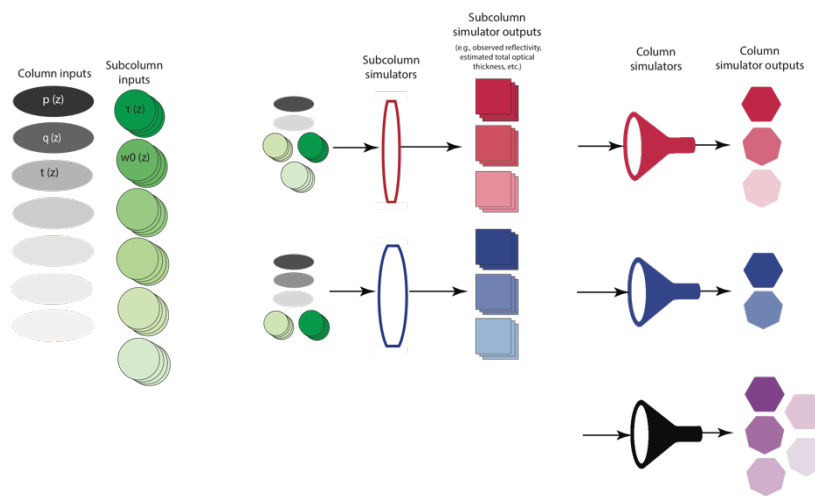 Column inputs
p (z)
q (z)
t (z)
Subcolumn
inputs
τ (z)
w0 (z)
Subcolumn
simulators
Subcolumn
simulator outputs
(e.g., observed reflectivity,
estimated total optical
thickness, etc.)
Column
simulators
Column
simulator outputs